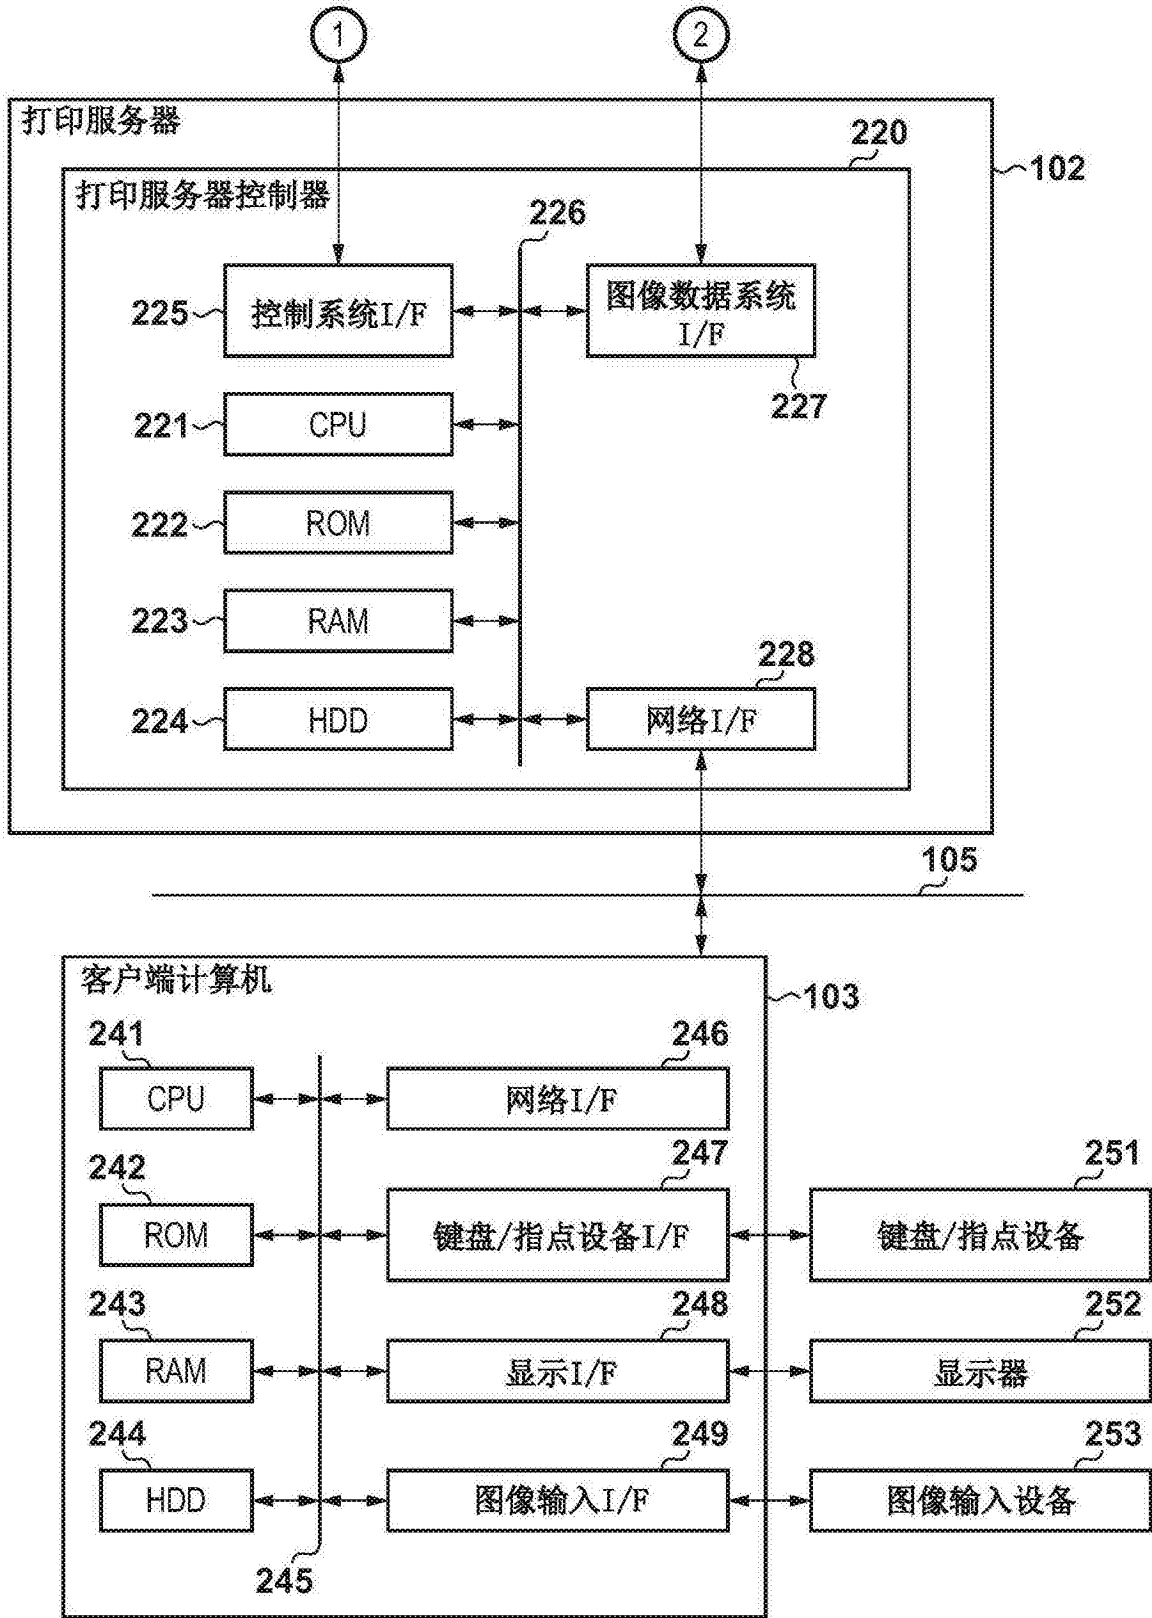 1
2
打印服务器
220
102
打印服务器控制器
226
225
控制系统I/F
图像数据系统
I/F
227
221
CPU
222
ROM
223
RAM
228
224
HDD
网络I/F
105
客户端计算机
103
241
246
CPU
网络I/F
242
247
251
ROM
键盘/指点设备I/F
键盘/指点设备
243
248
252
RAM
显示I/F
显示器
244
249
253
HDD
图像输入I/F
图像输入设备
245